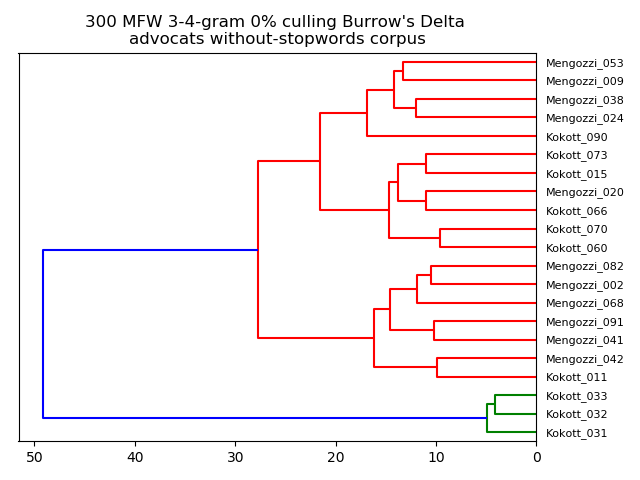 300 MFW 3-4-gram 0% culling Burrow's Delta
advocats without-stopwords corpus
Mengozzi_053
Mengozzi_009
Mengozzi_038
Mengozzi_024
Kokott_090
Kokott_073
Kokott_015
Mengozzi_020
Kokott_066
Kokott_070
Kokott_060
Mengozzi_082
Mengozzi_002
Mengozzi_068
Mengozzi_091
Mengozzi_041
Mengozzi_042
Kokott_011
Kokott_033
Kokott_032
Kokott_031
50 40 30 20 10 0